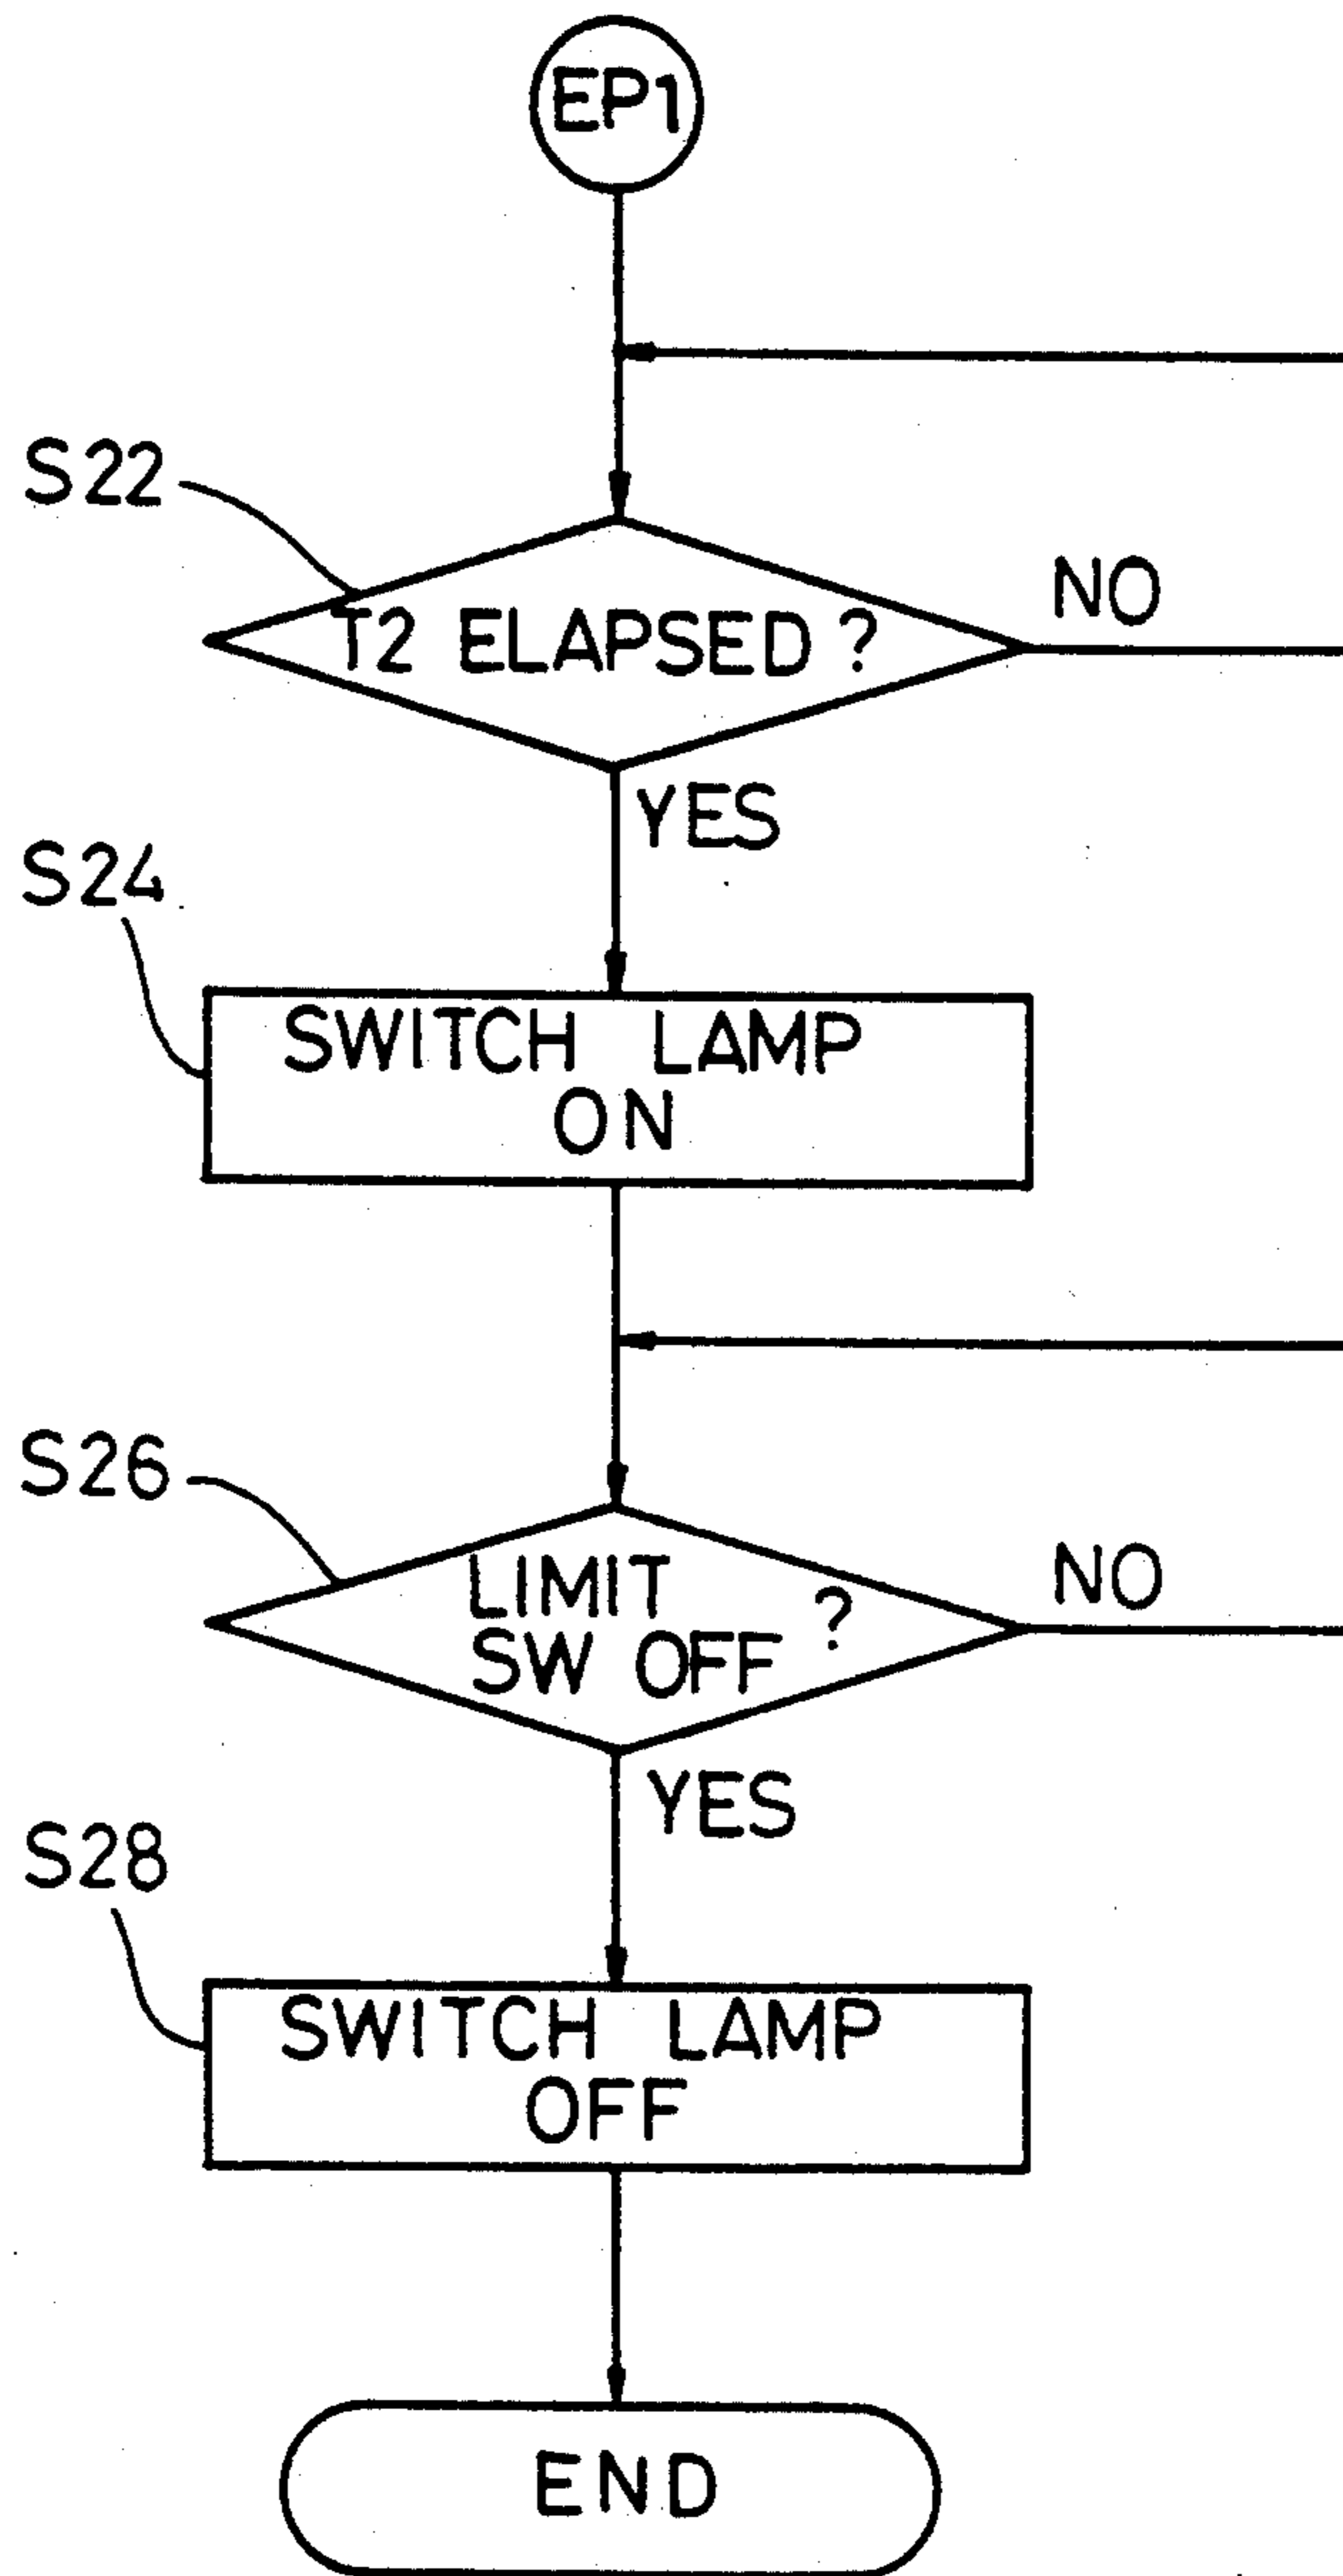 EP1
S22
T2 ELAPSED ?
NO
YES
S24
SWITCH LAMP
ON
S26
LIMIT
SW OFF ?
NO
YES
S28
SWITCH LAMP
OFF
END